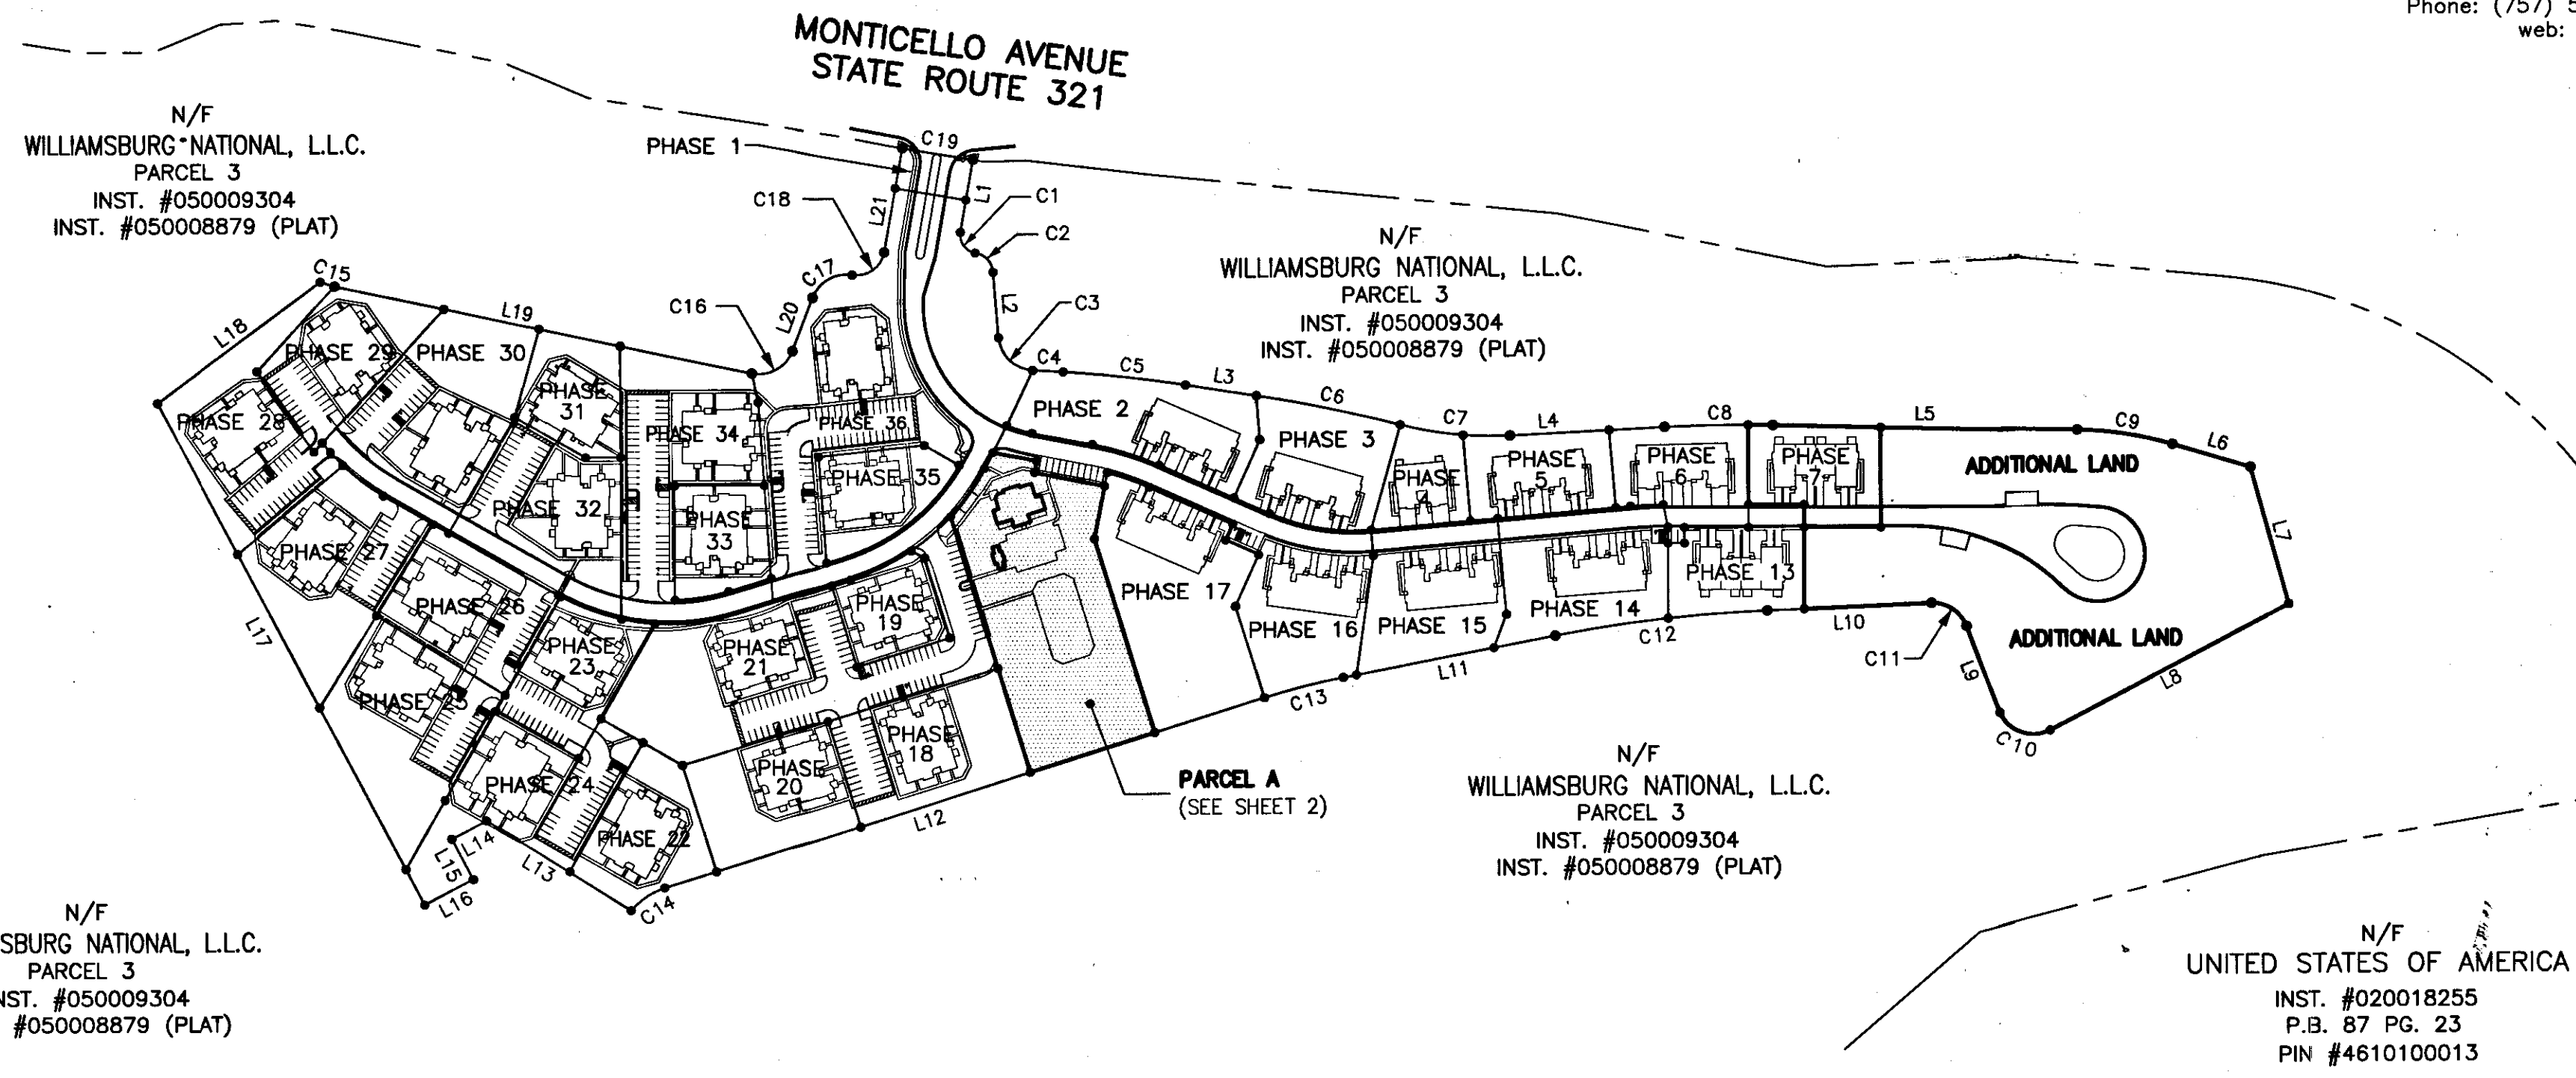 Phone: (757) 5
web:
MONTICELLO AVENUE
STATE ROUTE 321
N/F
WILLIAMSBURG NATIONAL, L.L.C.
PARCEL 3
INST. #050009304
INST. #050008879 (PLAT)
PHASE 1
C19
L1
C1
C2
L21
C18
C17
C16
L20
L2
C3
N/F
WILLIAMSBURG NATIONAL, L.L.C.
PARCEL 3
INST. #050009304
INST. #050008879 (PLAT)
C15
L18
L19
C4
C5
L3
C6
C7
L4
C8
L5
C9
L6
L7
PHASE 29
PHASE 30
PHASE
31
PHASE 28
PHASE 34
PHASE 36
PHASE 35
PHASE 2
PHASE 3
PHASE
4
PHASE
5
PHASE
6
PHASE
7
ADDITIONAL LAND
PHASE 32
PHASE
33
PHASE 27
PHASE 26
PHASE 25
PHASE
23
PHASE 24
PHASE 22
PHASE
21
PHASE
19
PHASE
20
PHASE
18
PHASE 17
PHASE 16
PHASE 15
PHASE 14
PHASE 13
ADDITIONAL LAND
L17
L10
C11
L9
C10
L8
C12
L11
C13
L12
L13
L14
L15
L16
C14
PARCEL A
(SEE SHEET 2)
N/F
WILLIAMSBURG NATIONAL, L.L.C.
PARCEL 3
INST. #050009304
INST. #050008879 (PLAT)
N/F
SBURG NATIONAL, L.L.C.
PARCEL 3
NST. #050009304
#050008879 (PLAT)
N/F
UNITED STATES OF AMERICA
INST. #020018255
P.B. 87 PG. 23
PIN #4610100013